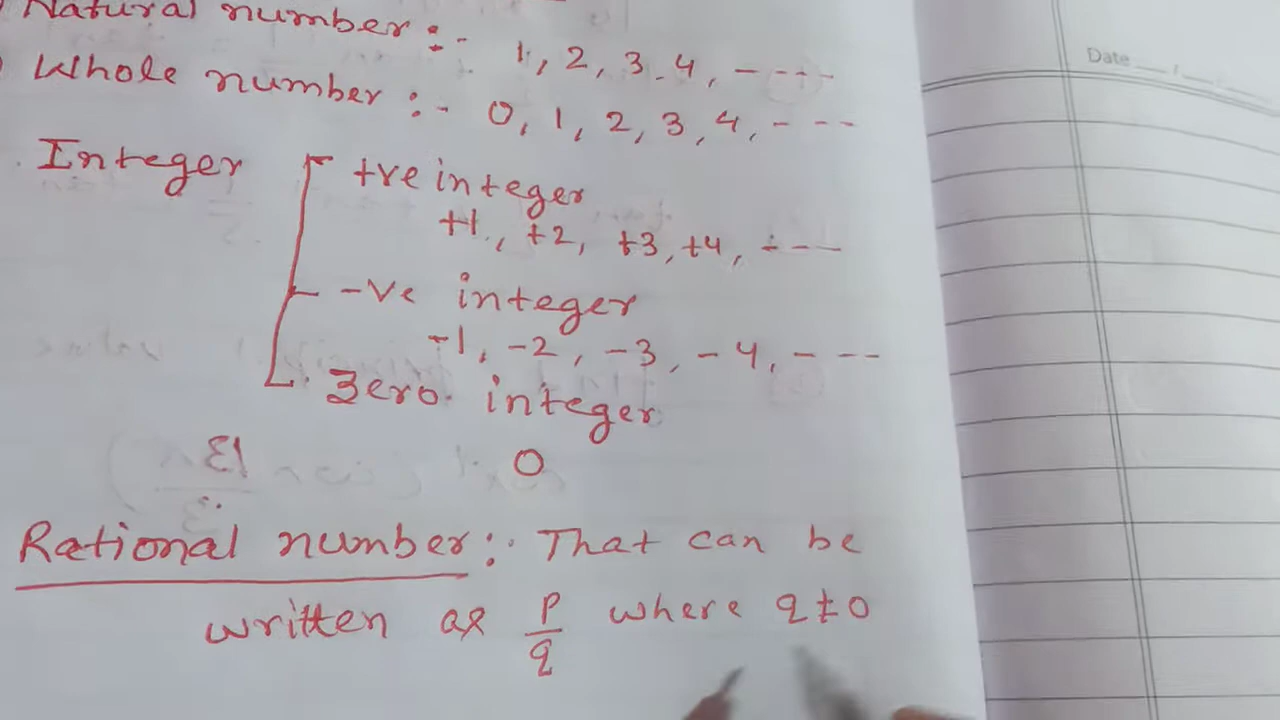 Natural number :- 1, 2, 3, 4, ----
Whole number :- 0, 1, 2, 3, 4, ---
Integer
+ve integer
+1, +2, +3, +4, ----
-ve integer
-1, -2, -3, -4, ---
Zero integer
0
Rational number :- That can be
written as p/q where q≠0
Date